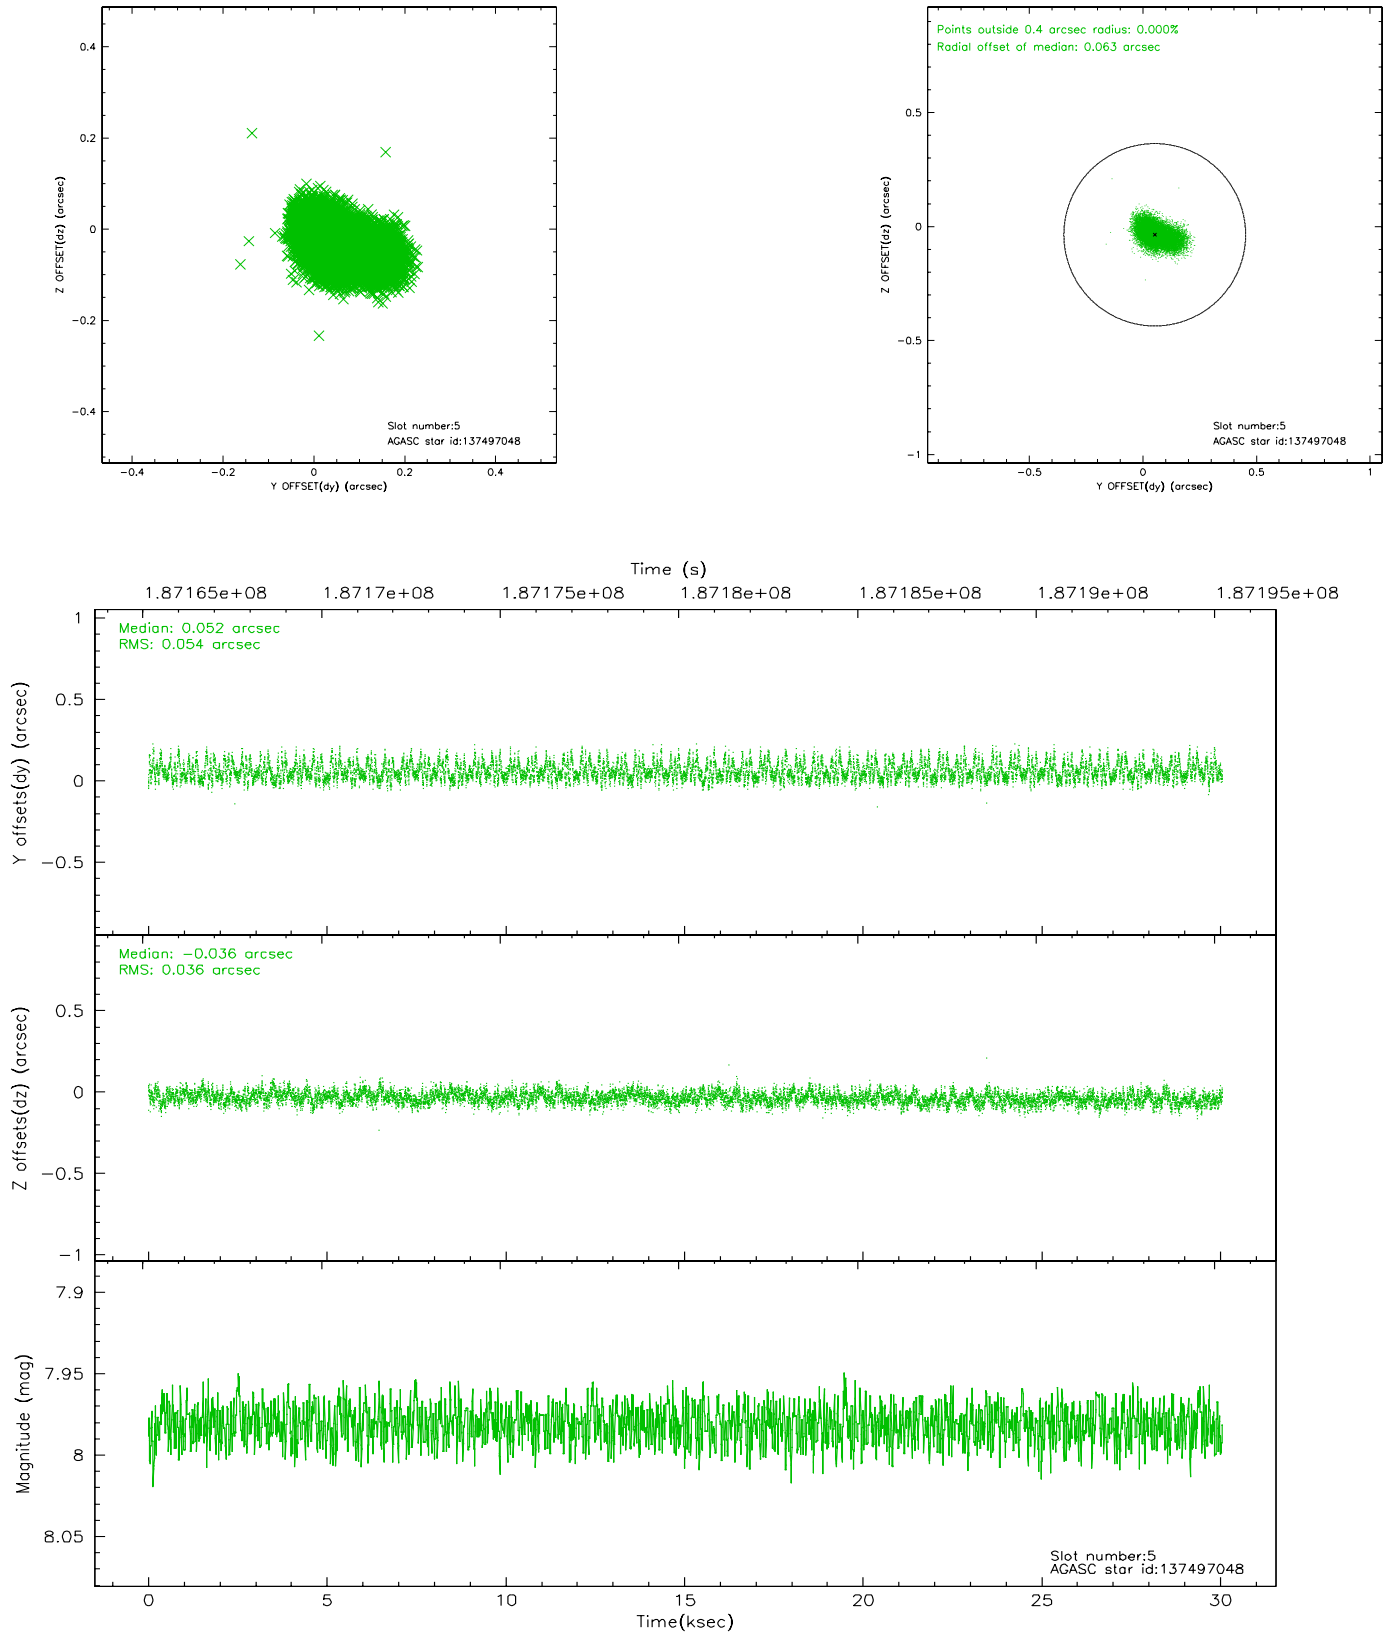 0.4
0.2
0
−0.2
−0.4
Z OFFSET(dz) (arcsec)
Slot number:5
AGASC star id:137497048
−0.4 −0.2 0 0.2 0.4
Y OFFSET(dy) (arcsec)
Points outside 0.4 arcsec radius: 0.000%
Radial offset of median: 0.063 arcsec
0.5
0
−0.5
−1
Z OFFSET(dz) (arcsec)
Slot number:5
AGASC star id:137497048
−0.5 0 0.5 1
Y OFFSET(dy) (arcsec)
Time (s)
1.87165e+08 1.8717e+08 1.87175e+08 1.8718e+08 1.87185e+08 1.8719e+08 1.87195e+08
Median: 0.052 arcsec
RMS: 0.054 arcsec
1
0.5
0
−0.5
Y offsets(dy) (arcsec)
Median: −0.036 arcsec
RMS: 0.036 arcsec
0.5
0
−0.5
−1
Z offsets(dz) (arcsec)
7.9
7.95
8
8.05
Magnitude (mag)
Slot number:5
AGASC star id:137497048
0 5 10 15 20 25 30
Time(ksec)